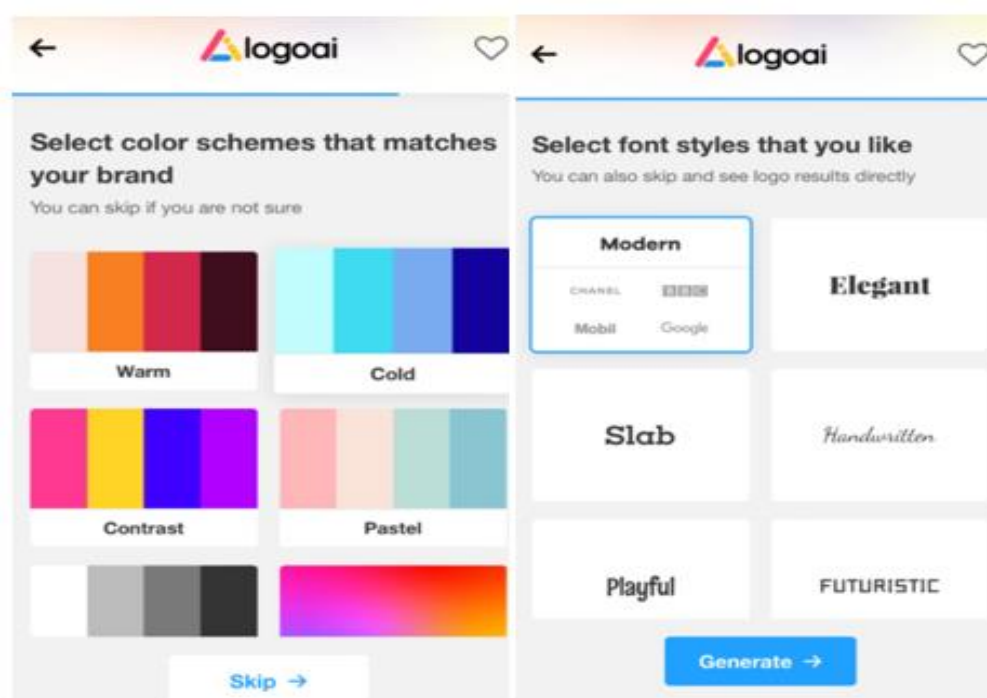 logoai
Select color schemes that matches
your brand
You can skip if you are not sure
Warm
Cold
Contrast
Pastel
Skip →
logoai
Select font styles that you like
You can also skip and see logo results directly
Modern
CHANEL
BBC
Mobil
Google
Elegant
Slab
Handwritten
Playful
FUTURISTIC
Generate →